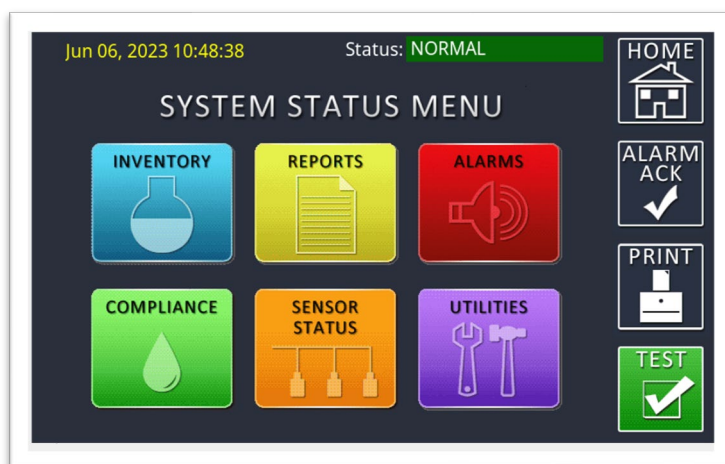 Jun 06, 2023 10:48:38
Status: NORMAL
HOME
SYSTEM STATUS MENU
INVENTORY
REPORTS
ALARMS
ALARM
ACK
PRINT
COMPLIANCE
SENSOR
STATUS
UTILITIES
TEST